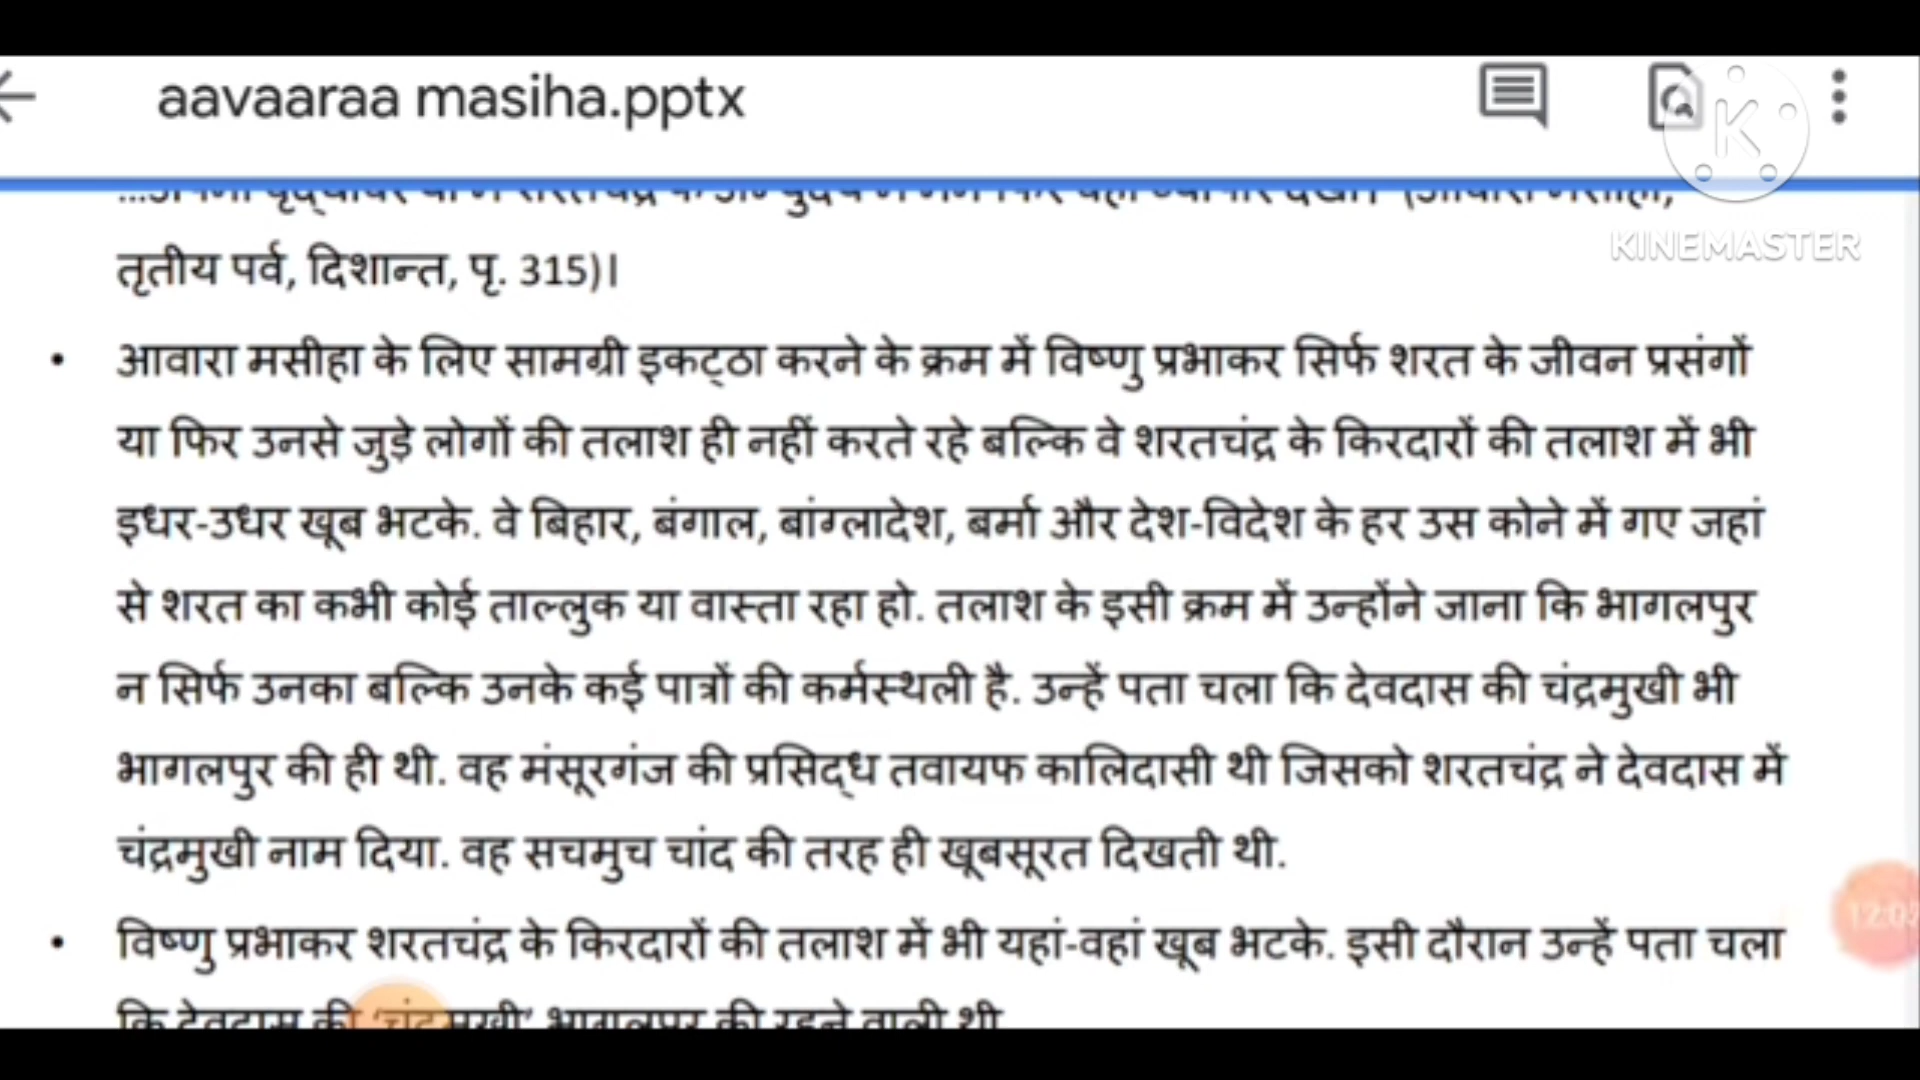 aavaaraa masiha.pptx
KINEMASTER
तृतीय पर्व, दिशान्त, पृ. 315)।
• आवारा मसीहा के लिए सामग्री इकट्ठा करने के क्रम में विष्णु प्रभाकर सिर्फ शरत के जीवन प्रसंगों
या फिर उनसे जुड़े लोगों की तलाश ही नहीं करते रहे बल्कि वे शरतचंद्र के किरदारों की तलाश में भी
इधर-उधर खूब भटके. वे बिहार, बंगाल, बांग्लादेश, बर्मा और देश-विदेश के हर उस कोने में गए जहां
से शरत का कभी कोई ताल्लुक या वास्ता रहा हो. तलाश के इसी क्रम में उन्होंने जाना कि भागलपुर
न सिर्फ उनका बल्कि उनके कई पात्रों की कर्मस्थली है. उन्हें पता चला कि देवदास की चंद्रमुखी भी
भागलपुर की ही थी. वह मंसूरगंज की प्रसिद्ध तवायफ कालिदासी थी जिसको शरतचंद्र ने देवदास में
चंद्रमुखी नाम दिया. वह सचमुच चांद की तरह ही खूबसूरत दिखती थी.
• विष्णु प्रभाकर शरतचंद्र के किरदारों की तलाश में भी यहां-वहां खूब भटके. इसी दौरान उन्हें पता चला
कि देवदास की 'चंद्रमुखी' भागलपुर की रहने वाली थी